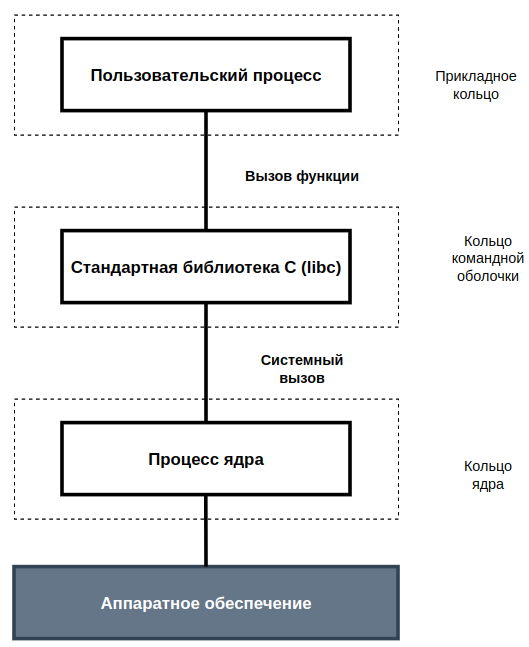 Пользовательский процесс
Прикладное
кольцо
Вызов функции
Стандартная библиотека С (libc)
Кольцо
командной
оболочки
Системный
вызов
Процесс ядра
Кольцо
ядра
Аппаратное обеспечение